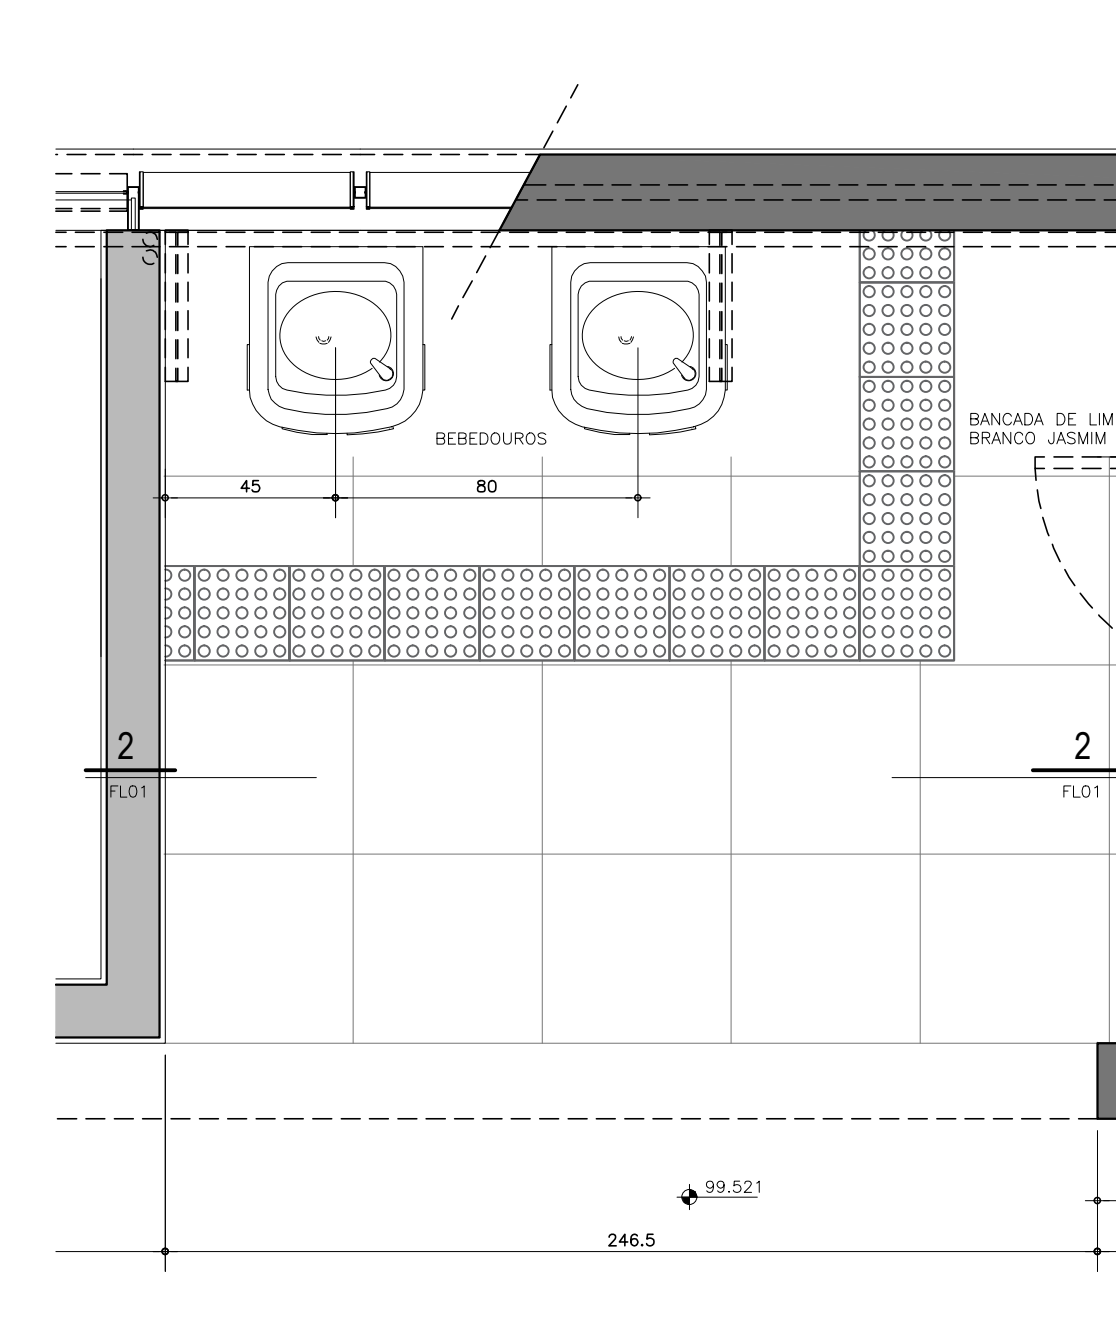 BANCADA DE LIM
BRANCO JASMIM
BEBEDOUROS
45
80
2
FL01
2
FL01
99.521
246.5